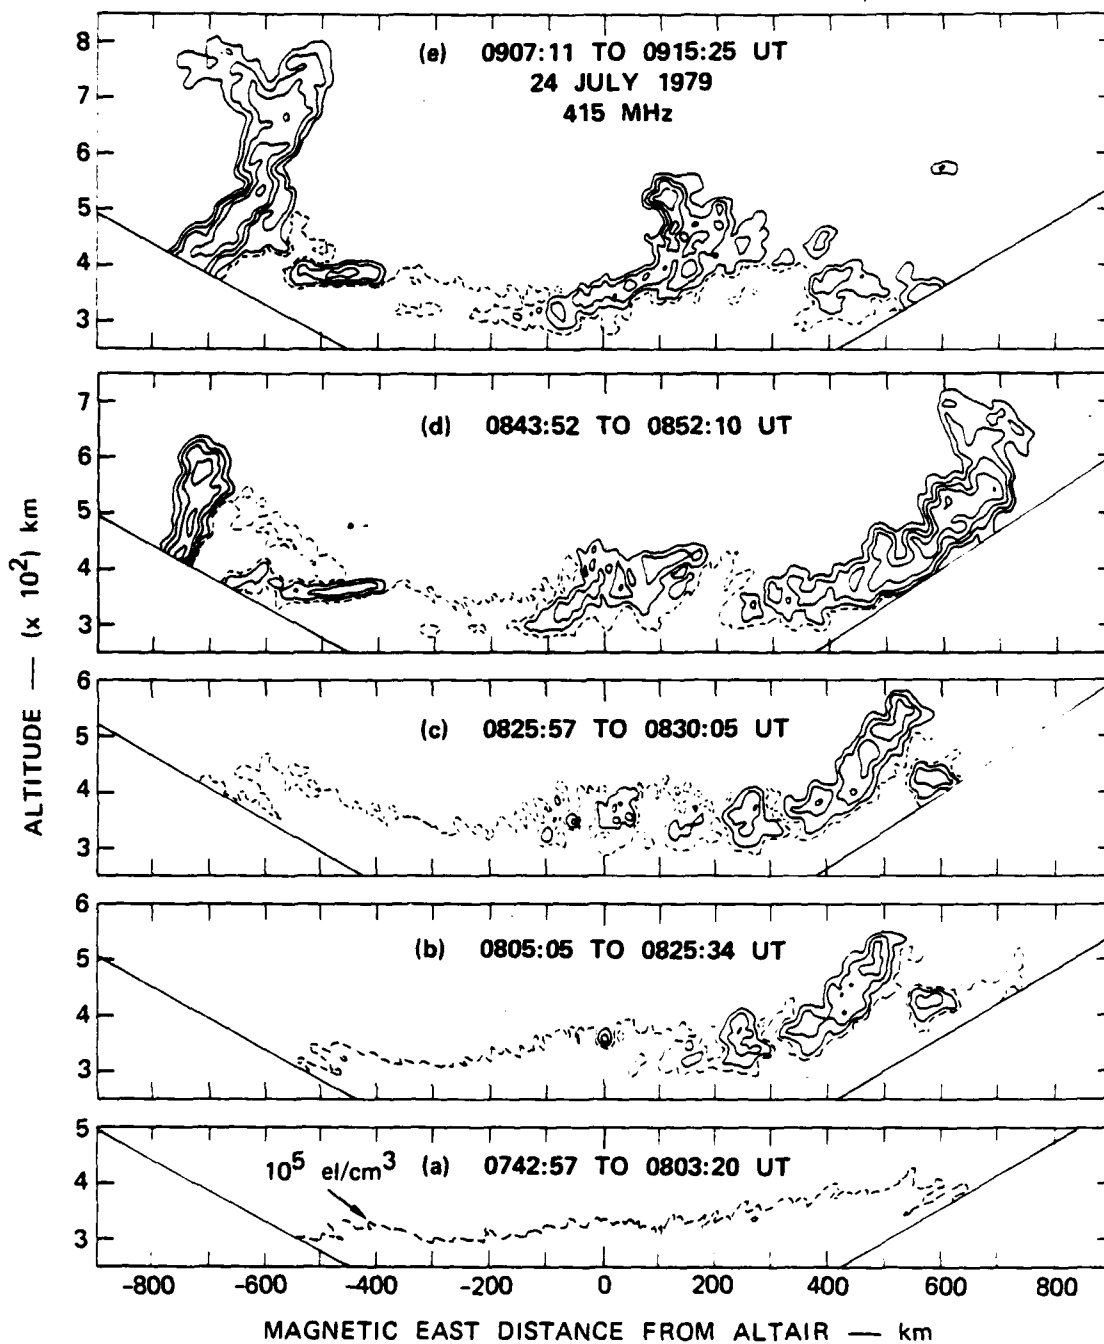 (e) 0907:11 TO 0915:25 UT
24 JULY 1979
415 MHz
8
7
6
5
4
3
(d) 0843:52 TO 0852:10 UT
7
6
5
4
3
(c) 0825:57 TO 0830:05 UT
6
5
4
3
(b) 0805:05 TO 0825:34 UT
6
5
4
3
10⁵ el/cm³ (a) 0742:57 TO 0803:20 UT
5
4
3
ALTITUDE — (x 10²) km
-800 -600 -400 -200 0 200 400 600 800
MAGNETIC EAST DISTANCE FROM ALTAIR — km